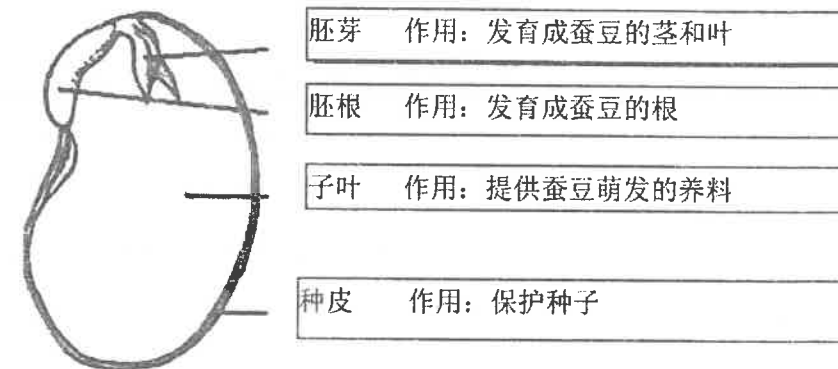 胚芽 作用：发育成蚕豆的茎和叶
胚根 作用：发育成蚕豆的根
子叶 作用：提供蚕豆萌发的养料
种皮 作用：保护种子